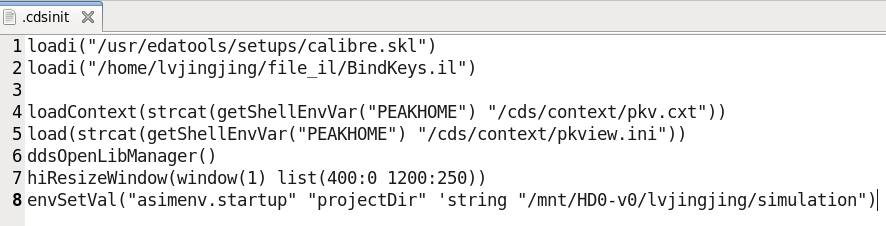 .cdsinit
1 loadi("/usr/edatools/setups/calibre.skl")
2 loadi("/home/lvjingjing/file_il/BindKeys.il")
3
4 loadContext(strcat(getShellEnvVar("PEAKHOME") "/cds/context/pkv.cxt"))
5 load(strcat(getShellEnvVar("PEAKHOME") "/cds/context/pkview.ini"))
6 ddsOpenLibManager()
7 hiResizeWindow(window(1) list(400:0 1200:250))
8 envSetVal("asimenv.startup" "projectDir" 'string "/mnt/HD0-v0/lvjingjing/simulation")